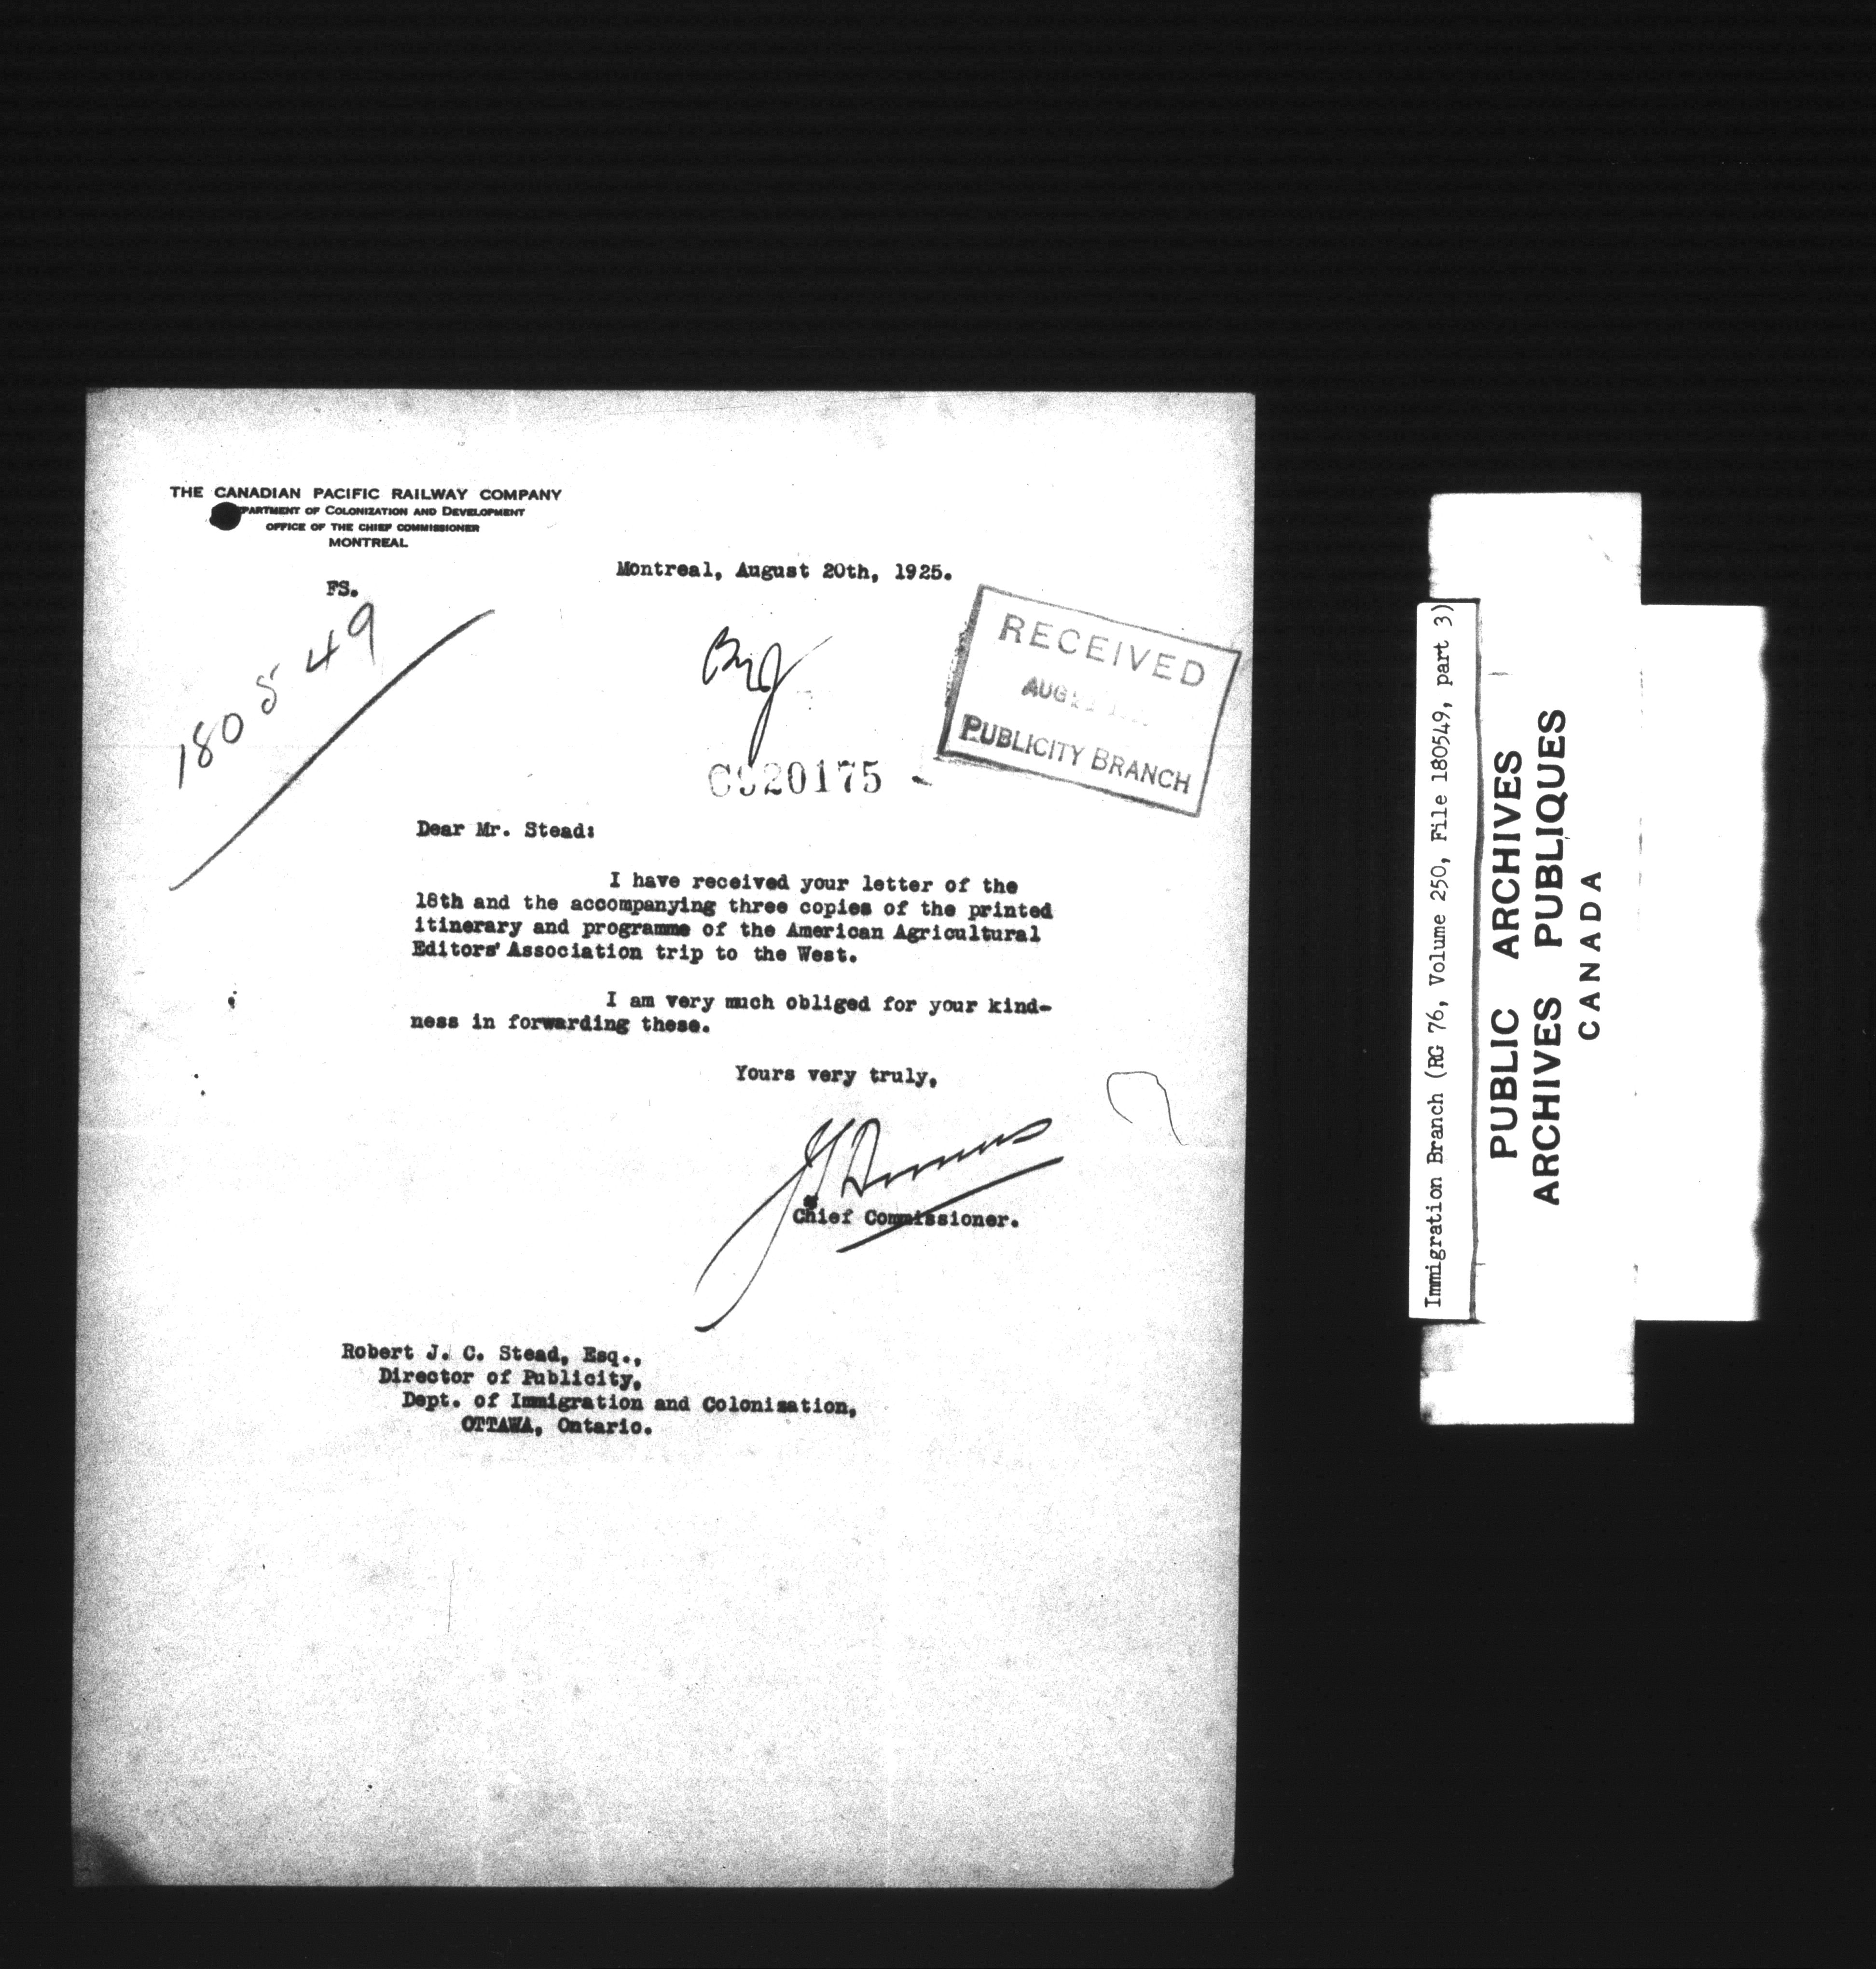 THE CANADIAN PACIFIC RAILWAY COMPANY
PARTMENT OF COLONIZATION AND DEVELOPMENT
OFFICE OF THE CHIEF COMMISSIONER
MONTREAL
Montreal, August 20th, 1925.
FS.
180549
RECEIVED
AUG
PUBLICITY BRANCH
C920175
Dear Mr. Stead:
I have received your letter of the
18th and the accompanying three copies of the printed
itinerary and programme of the American Agricultural
Editors' Association trip to the West.
I am very much obliged for your kind-
ness in forwarding these.
Yours very truly,
Chief Commissioner.
Robert J. C. Stead, Esq.,
Director of Publicity,
Dept. of Immigration and Colonization,
OTTAWA, Ontario.
Immigration Branch (RG 76, Volume 250, File 180549, part 3)
PUBLIC ARCHIVES
ARCHIVES PUBLIQUES
CANADA